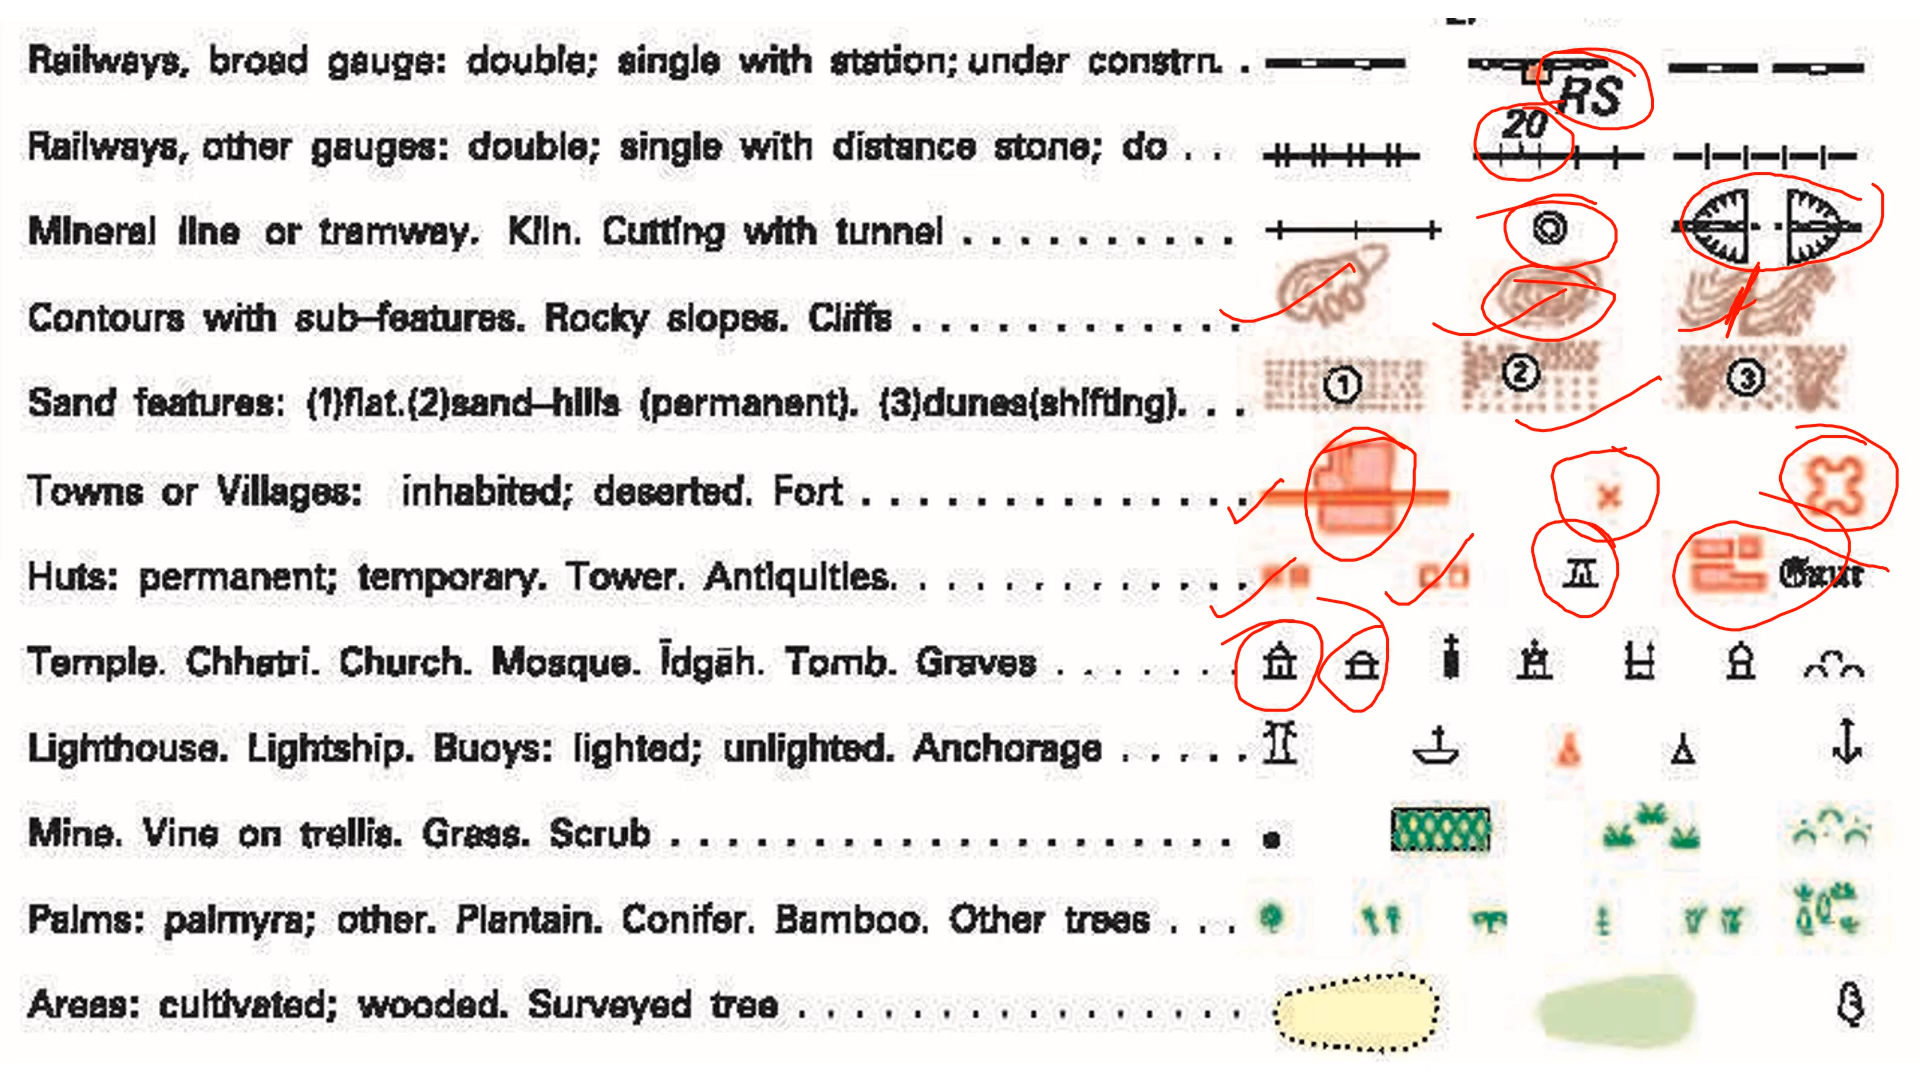 Railways, broad gauge: double; single with station; under constrn. . RS
Railways, other gauges: double; single with distance stone; do . . 20
Mineral line or tramway. Kiln. Cutting with tunnel . . . . . . . . . .
Contours with sub-features. Rocky slopes. Cliffs . . . . . . . . . . . .
Sand features: (1)flat.(2)sand-hills (permanent). (3)dunes(shifting). . . 1 2 3
Towns or Villages: inhabited; deserted. Fort . . . . . . . . . . . . . .
Huts: permanent; temporary. Tower. Antiquities. . . . . . . . . . . . . Gaur
Temple. Chhatri. Church. Mosque. Īdgāh. Tomb. Graves . . . . . . .
Lighthouse. Lightship. Buoys: lighted; unlighted. Anchorage . . . . .
Mine. Vine on trellis. Grass. Scrub . . . . . . . . . . . . . . . . . . . .
Palms: palmyra; other. Plantain. Conifer. Bamboo. Other trees . . .
Areas: cultivated; wooded. Surveyed tree . . . . . . . . . . . . . . . . .